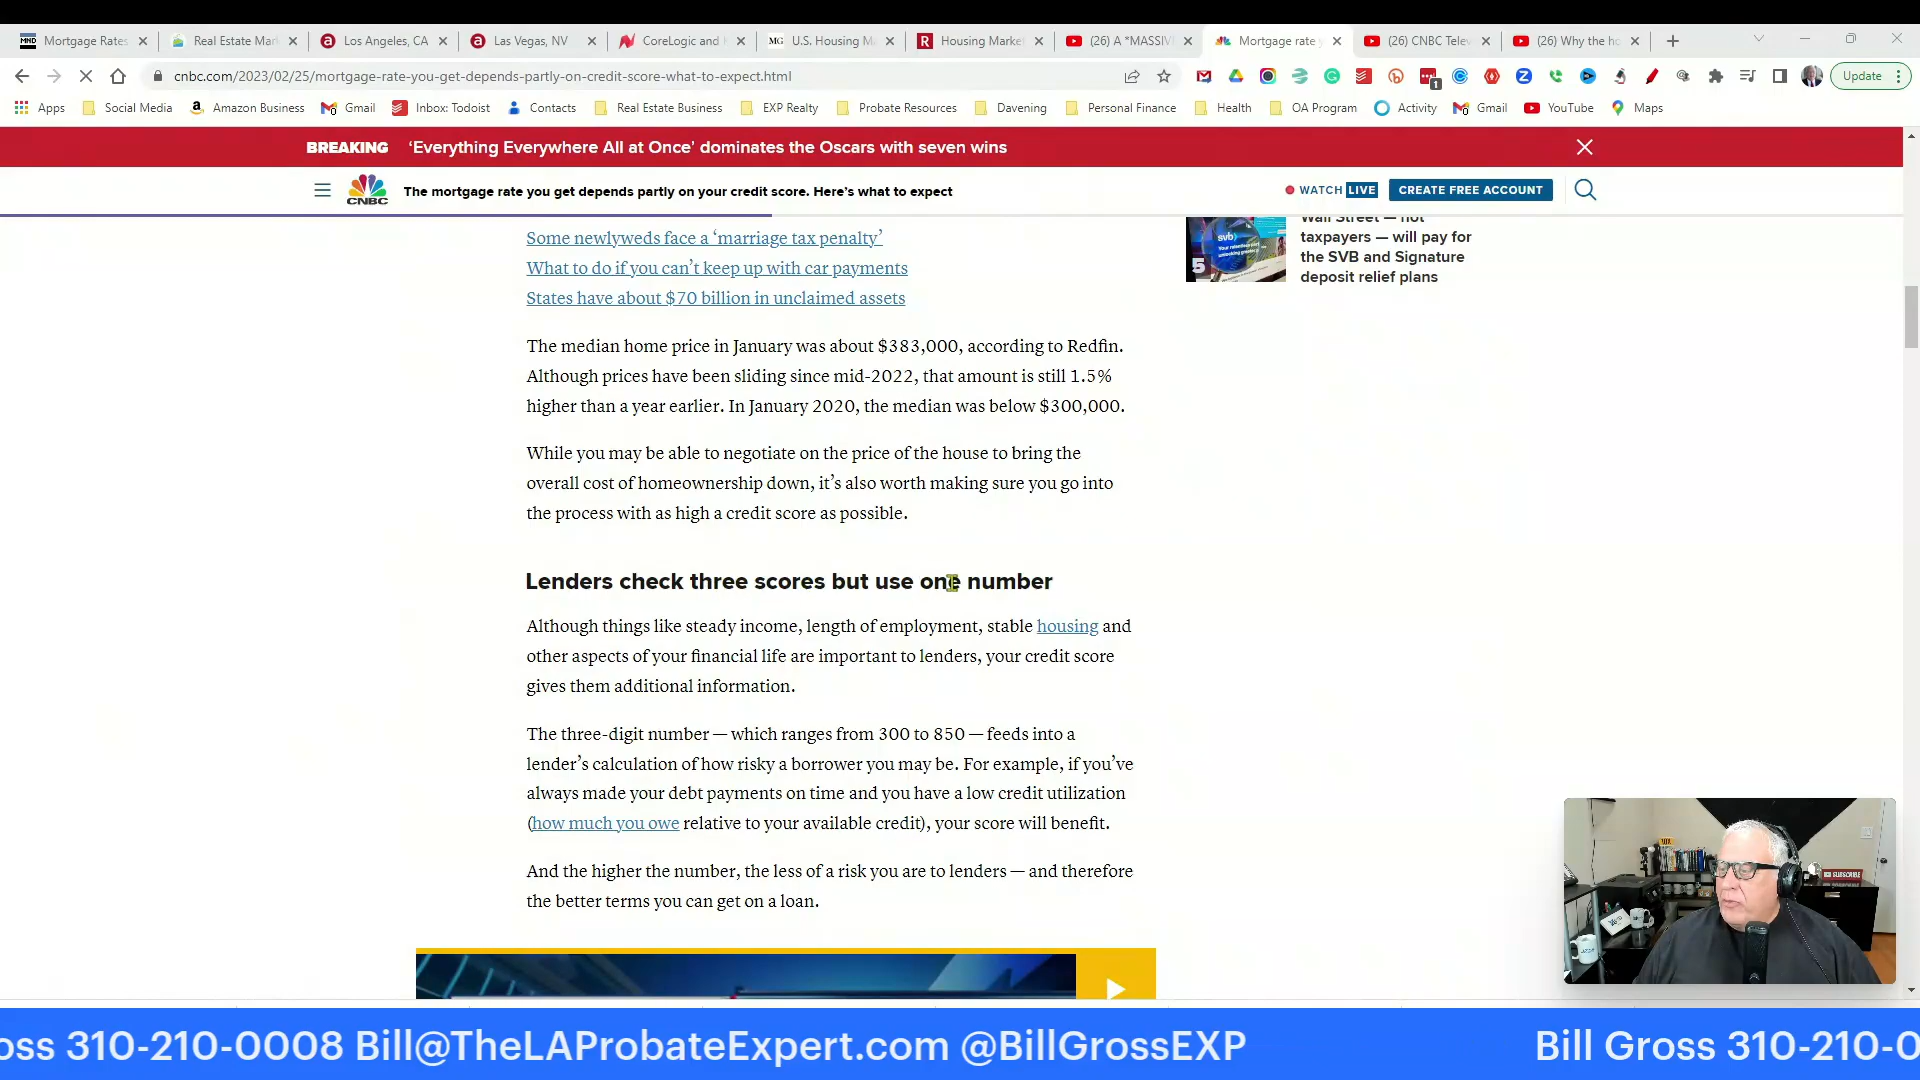 MND Mortgage Rates
Real Estate Mar
Los Angeles, CA
Las Vegas, NV
CoreLogic and
MG U.S. Housing M
R Housing Marke
(26) A *MASSIV
Mortgage rate y
(26) CNBC Tele
(26) Why the ho
cnbc.com/2023/02/25/mortgage-rate-you-get-depends-partly-on-credit-score-what-to-expect.html
1
Update
Apps
Social Media
Amazon Business
Gmail
Inbox: Todoist
Contacts
Real Estate Business
EXP Realty
Probate Resources
Davening
Personal Finance
Health
OA Program
Activity
Gmail
YouTube
Maps
BREAKING ‘Everything Everywhere All at Once’ dominates the Oscars with seven wins
CNBC
The mortgage rate you get depends partly on your credit score. Here’s what to expect
WATCH LIVE
CREATE FREE ACCOUNT
Some newlyweds face a ‘marriage tax penalty’
What to do if you can’t keep up with car payments
States have about $70 billion in unclaimed assets
The median home price in January was about $383,000, according to Redfin.
Although prices have been sliding since mid-2022, that amount is still 1.5%
higher than a year earlier. In January 2020, the median was below $300,000.
While you may be able to negotiate on the price of the house to bring the
overall cost of homeownership down, it’s also worth making sure you go into
the process with as high a credit score as possible.
Lenders check three scores but use one number
Although things like steady income, length of employment, stable housing and
other aspects of your financial life are important to lenders, your credit score
gives them additional information.
The three-digit number — which ranges from 300 to 850 — feeds into a
lender’s calculation of how risky a borrower you may be. For example, if you’ve
always made your debt payments on time and you have a low credit utilization
(how much you owe relative to your available credit), your score will benefit.
And the higher the number, the less of a risk you are to lenders — and therefore
the better terms you can get on a loan.
svb
5
Wall Street — not
taxpayers — will pay for
the SVB and Signature
deposit relief plans
SUBSCRIBE
oss 310-210-0008 Bill@TheLAProbateExpert.com @BillGrossEXP
Bill Gross 310-210-0